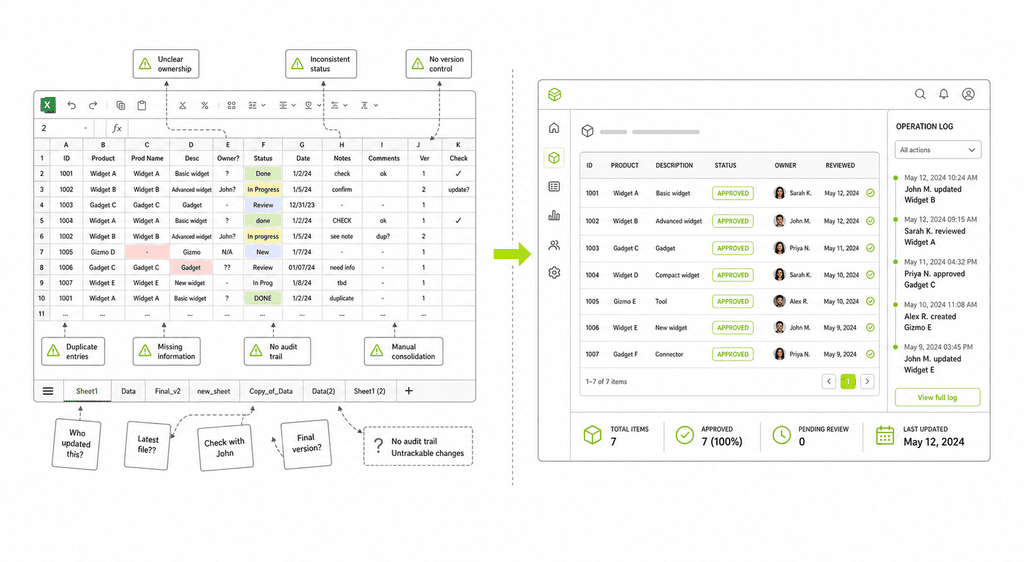 Unclear
ownership
Inconsistent
status
No version
control
X
2
fx
A B C D E F G H I J K
1 ID Product Prod Name Desc Owner? Status Date Notes Comments Ver Check
2 1001 Widget A Widget A Basic widget ? Done 1/2/24 check ok 1 ✓
3 1002 Widget B Widget B Advanced widget John? In Progress 1/5/24 confirm 2 update?
4 1003 Gadget C Gadget C Gadget - Review 12/31/23 - - 1
5 1004 Widget A Widget A Basic widget ? done 1/2/24 CHECK ok 1 ✓
6 1002 Widget B Widget B Advanced widget John? In progress 1/2/24 see note dup? 2
7 1005 Gizmo D - Gizmo N/A New 1/7/24 - - 1
8 1006 Gadget C Gadget C Gadget ?? Review 01/07/24 need info 1
9 1007 Widget E Widget E New widget - In Prog 1/8/24 tbd 1
10 1001 Widget A Widget A Basic widget ? DONE 1/2/24 duplicate - 1
11 ... ... ... ... ... ... ... ... ... ...
Duplicate
entries
Missing
information
No audit
trail
Manual
consolidation
Sheet1 Data Final_v2 new_sheet Copy_of_Data Data(2) Sheet1 (2) +
Who
updated
this?
Latest
file??
Check with
John
Final
version?
?
No audit trail
Untrackable changes
ID PRODUCT DESCRIPTION STATUS OWNER REVIEWED
1001 Widget A Basic widget APPROVED Sarah K. May 12, 2024
1002 Widget B Advanced widget APPROVED John M. May 12, 2024
1003 Gadget C Gadget APPROVED Priya N. May 11, 2024
1004 Widget D Compact widget APPROVED Sarah K. May 10, 2024
1005 Gizmo E Tool APPROVED Alex R. May 10, 2024
1006 Widget E New widget APPROVED John M. May 9, 2024
1007 Gadget F Connector APPROVED Priya N. May 9, 2024
1–7 of 7 items
< 1 >
OPERATION LOG
All actions
May 12, 2024 10:24 AM
John M. updated
Widget B
May 12, 2024 09:15 AM
Sarah K. reviewed
Widget A
May 11, 2024 04:32 PM
Priya N. approved
Gadget C
May 10, 2024 11:08 AM
Alex R. created
Gizmo E
May 9, 2024 03:45 PM
John M. updated
Widget E
View full log
TOTAL ITEMS
7
APPROVED
7 (100%)
PENDING REVIEW
0
LAST UPDATED
May 12, 2024